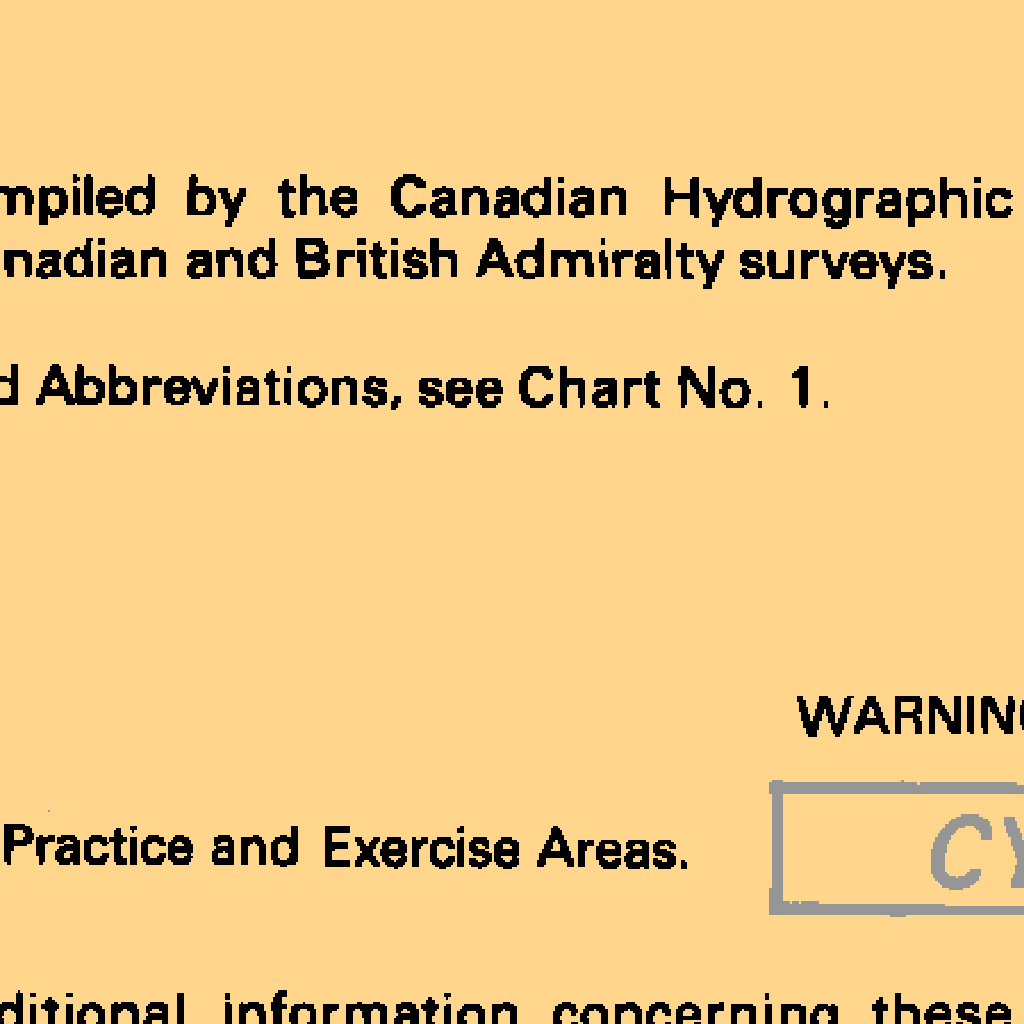 mpiled by the Canadian Hydrographic
nadian and British Admiralty surveys.
d Abbreviations, see Chart No. 1.
WARNING
Practice and Exercise Areas.
CY
ditional information concerning these